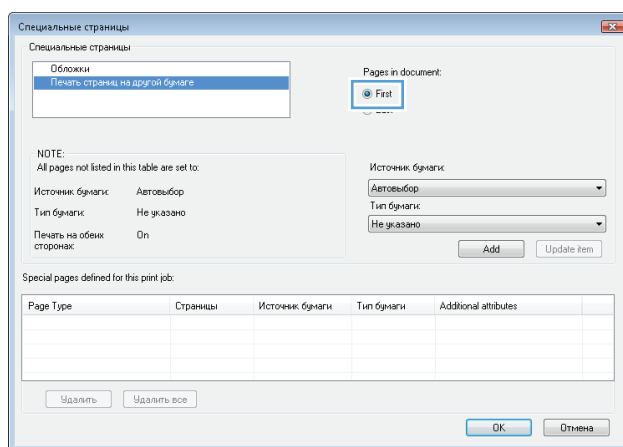 Специальные страницы
Специальные страницы
Обложки
Печать страниц на другой бумаге
Pages in document:
First
NOTE:
All pages not listed in this table are set to:
Источник бумаги: Автовыбор
Тип бумаги: Не указано
Печать на обеих сторонах: On
Источник бумаги:
Автовыбор
Тип бумаги:
Не указано
Add Update item
Special pages defined for this print job:
Page Type Страницы Источник бумаги Тип бумаги Additional attributes
Удалить Удалить все
OK Отмена